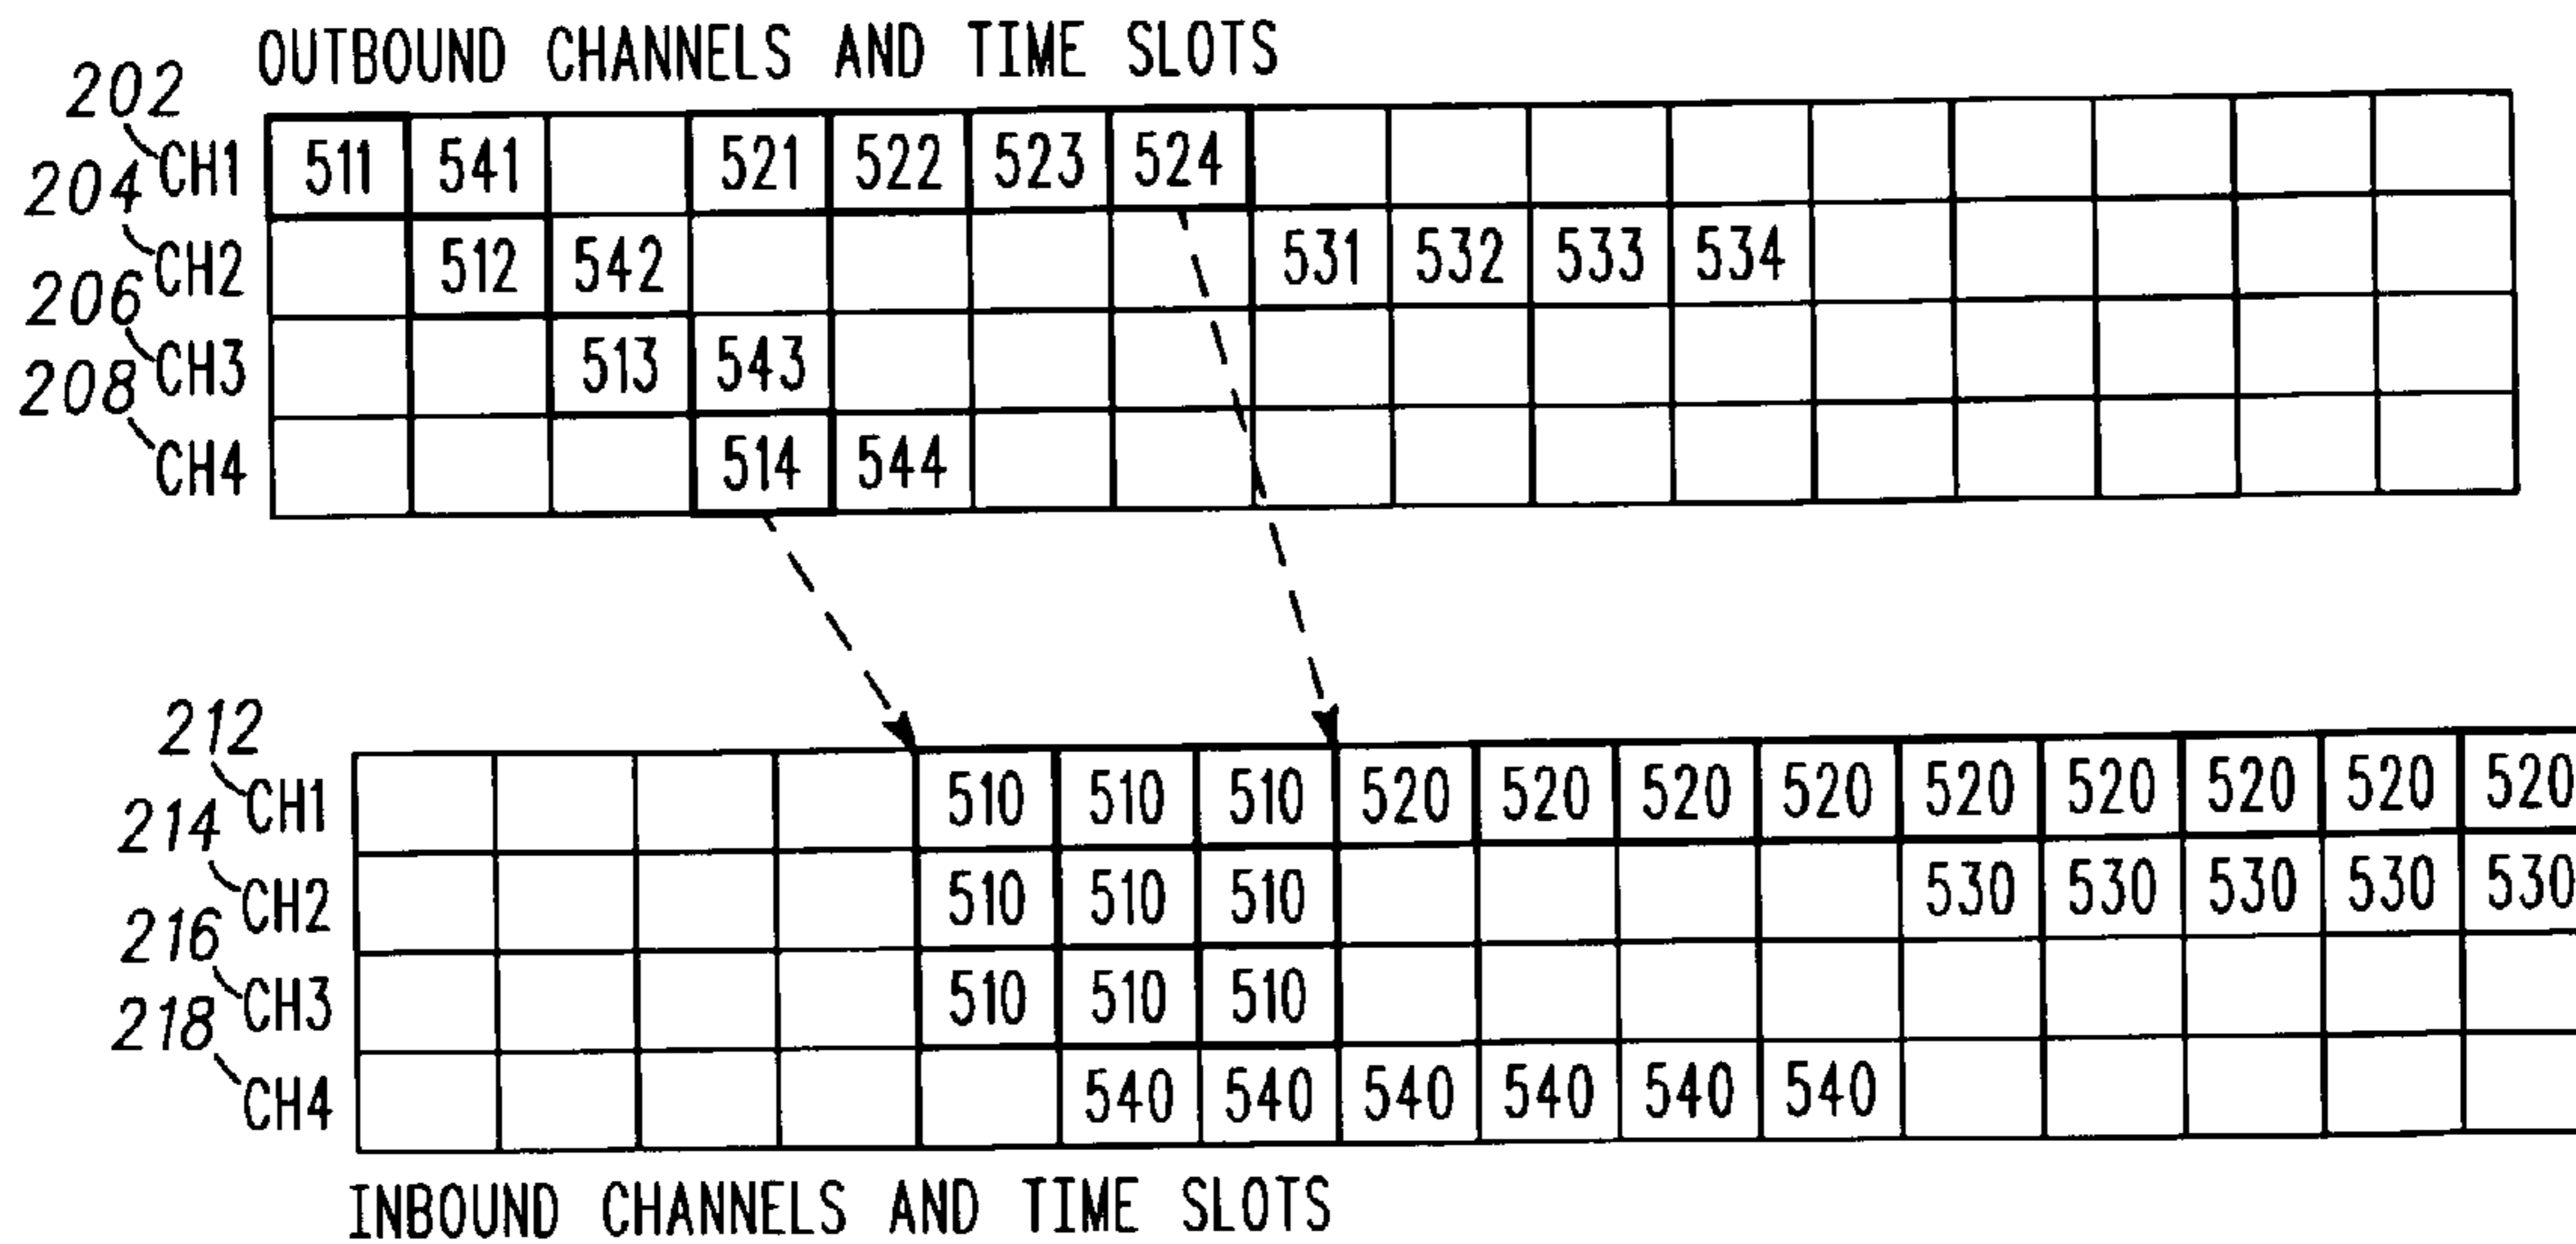 OUTBOUND CHANNELS AND TIME SLOTS
202
CH1 511 541 521 522 523 524
204
CH2 512 542 531 532 533 534
206
CH3 513 543
208
CH4 514 544
212
CH1 510 510 510 520 520 520 520 520 520 520 520 520
214
CH2 510 510 510 530 530 530 530 530
216
CH3 510 510 510
218
CH4 540 540 540 540 540 540
INBOUND CHANNELS AND TIME SLOTS